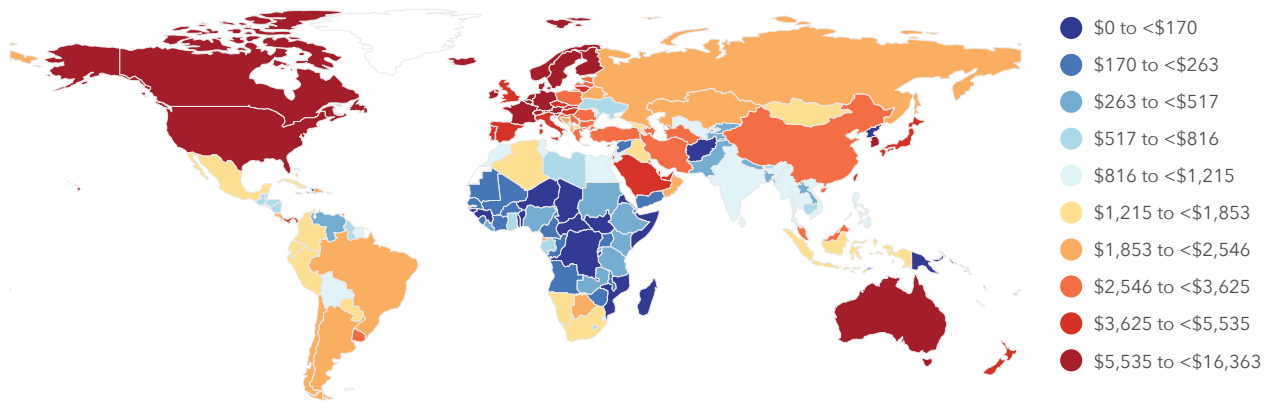 $0 to <$170
$170 to <$263
$263 to <$517
$517 to <$816
$816 to <$1,215
$1,215 to <$1,853
$1,853 to <$2,546
$2,546 to <$3,625
$3,625 to <$5,535
$5,535 to <$16,363